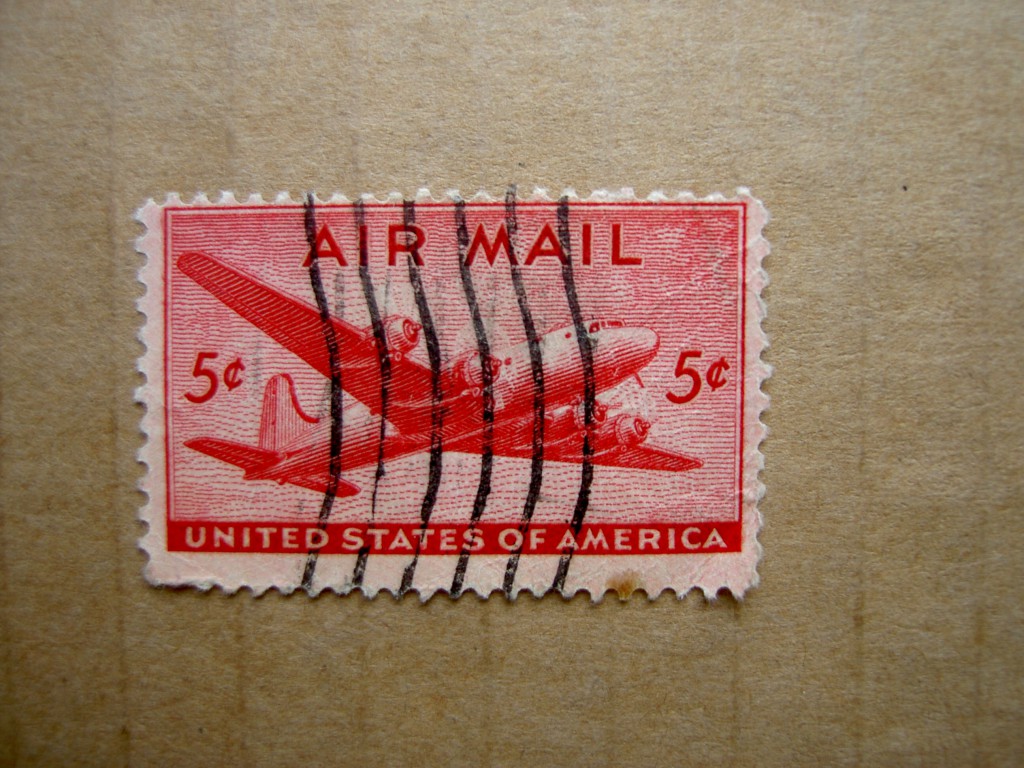 AIR MAIL
5¢ 5¢
UNITED STATES OF AMERICA